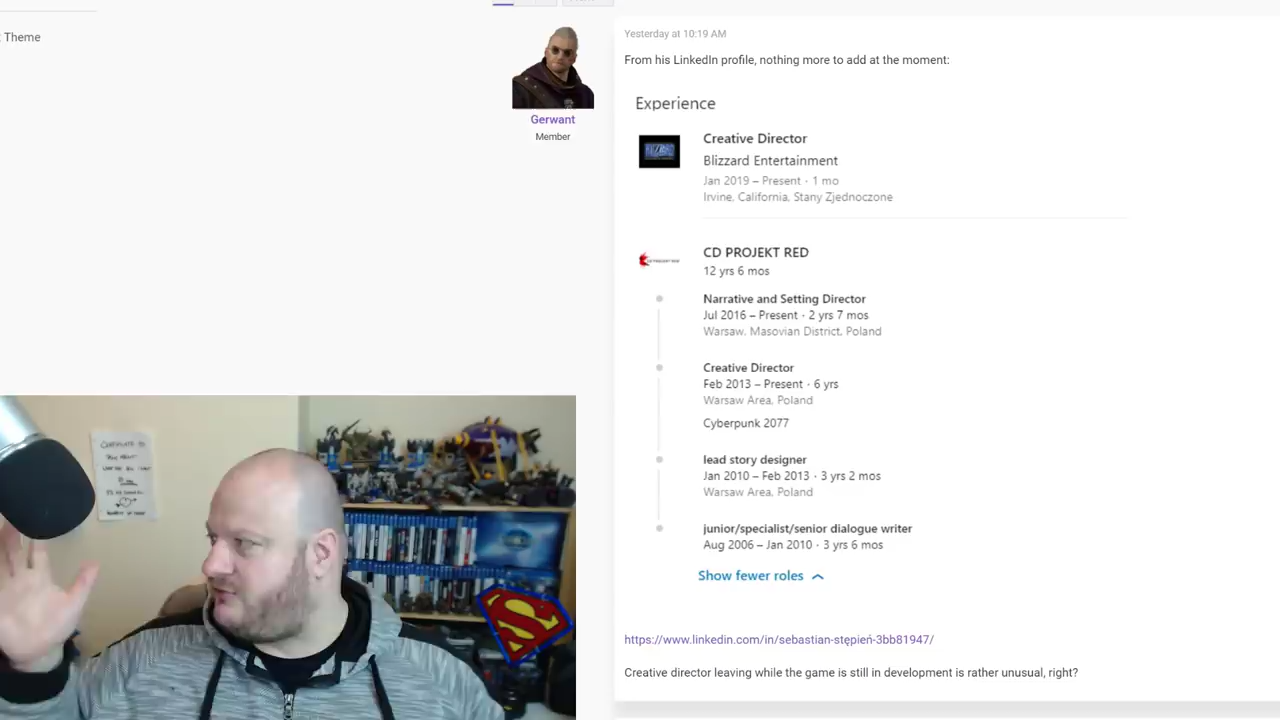 Theme
Gerwant
Member
Yesterday at 10:19 AM
From his LinkedIn profile, nothing more to add at the moment:
Experience
Creative Director
Blizzard Entertainment
Jan 2019 – Present · 1 mo
Irvine, California, Stany Zjednoczone
CD PROJEKT RED
12 yrs 6 mos
Narrative and Setting Director
Jul 2016 – Present · 2 yrs 7 mos
Warsaw, Masovian District, Poland
Creative Director
Feb 2013 – Present · 6 yrs
Warsaw Area, Poland
Cyberpunk 2077
lead story designer
Jan 2010 – Feb 2013 · 3 yrs 2 mos
Warsaw Area, Poland
junior/specialist/senior dialogue writer
Aug 2006 – Jan 2010 · 3 yrs 6 mos
Show fewer roles
https://www.linkedin.com/in/sebastian-stępień-3bb81947/
Creative director leaving while the game is still in development is rather unusual, right?